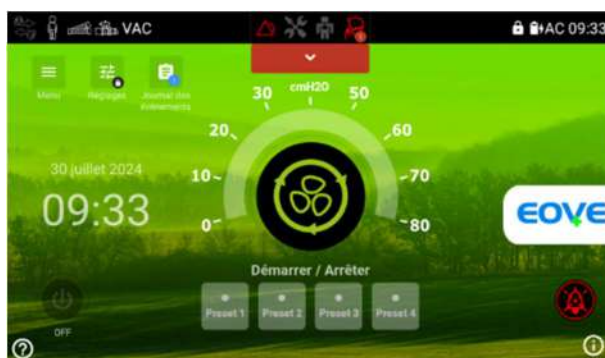 VAC
AC 09:33
Menu
Réglages
Journal des
évènements
cmH2O
0
10
20
30
50
60
70
80
30 juillet 2024
09:33
EOVE
Démarrer / Arrêter
Preset 1
Preset 2
Preset 3
Preset 4
OFF